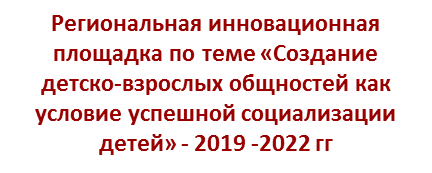 Региональная инновационная
площадка по теме «Создание
детско-взрослых общностей как
условие успешной социализации
детей» - 2019 -2022 гг